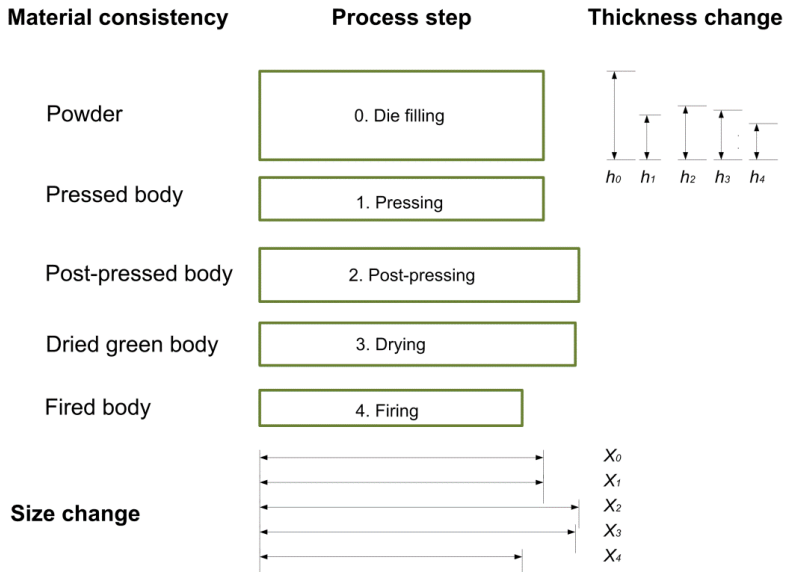 Material consistency Process step Thickness change
Powder 0. Die filling
h0 h1 h2 h3 h4
Pressed body 1. Pressing
Post-pressed body 2. Post-pressing
Dried green body 3. Drying
Fired body 4. Firing
X0
X1
Size change X2
X3
X4